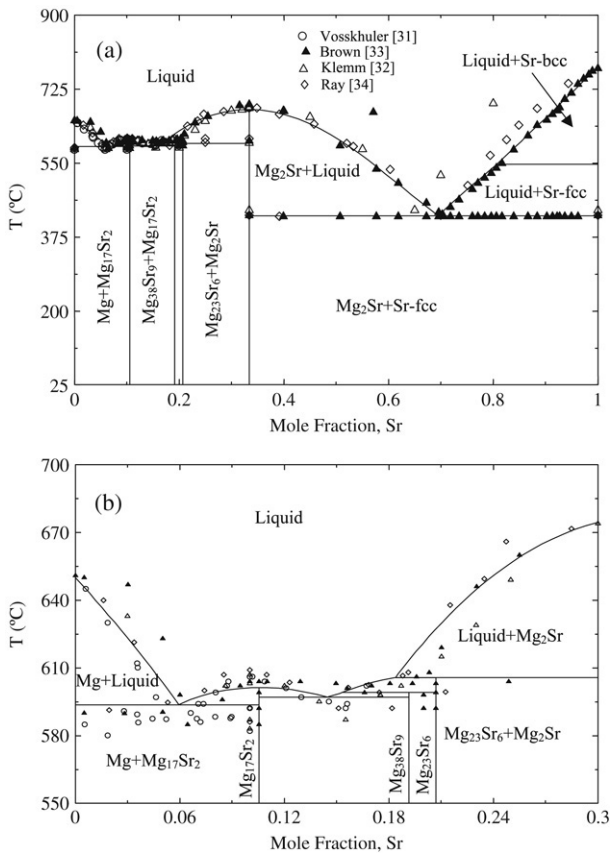 900
725
550
375
200
25
T (ºC)
(a)
Vosskhuler [31]
Brown [33]
Klemm [32]
Ray [34]
Liquid
Liquid+Sr-bcc
Mg₂Sr+Liquid
Liquid+Sr-fcc
Mg+Mg₁₇Sr₂
Mg₃₈Sr₉+Mg₁₇Sr₂
Mg₂₃Sr₆+Mg₂Sr
Mg₂Sr+Sr-fcc
0 0.2 0.4 0.6 0.8 1
Mole Fraction, Sr
700
670
640
606
580
550
T (ºC)
(b)
Liquid
Liquid+Mg₂Sr
Mg+Liquid
Mg+Mg₁₇Sr₂
Mg₁₇Sr₂
Mg₃₈Sr₉
Mg₂₃Sr₆
Mg₂₃Sr₆+Mg₂Sr
0 0.06 0.12 0.18 0.24 0.3
Mole Fraction, Sr